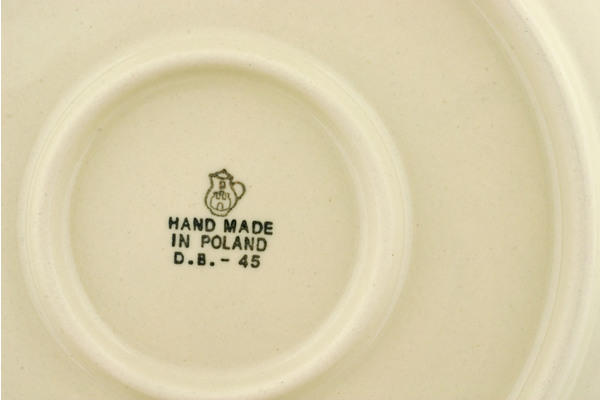 HAND MADE
IN POLAND
D.B.- 45